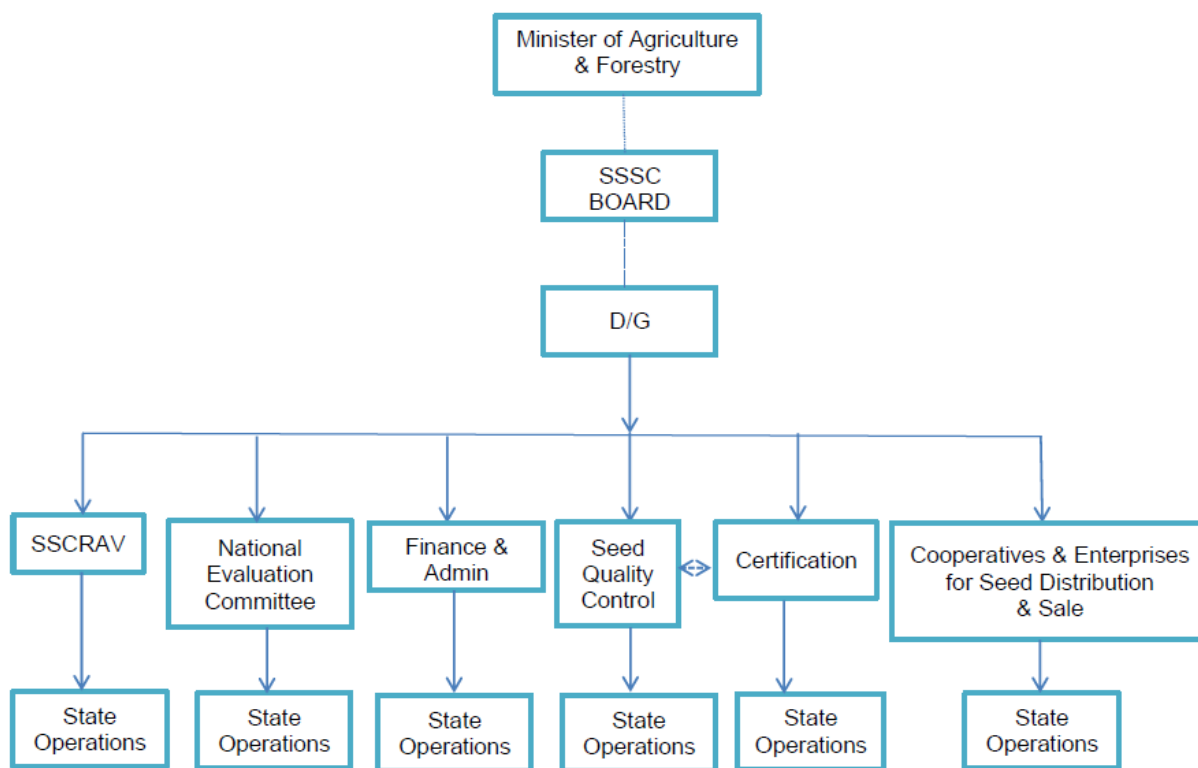 Minister of Agriculture
& Forestry
SSSC
BOARD
D/G
SSCRAV
National
Evaluation
Committee
Finance &
Admin
Seed
Quality
Control
Certification
Cooperatives & Enterprises
for Seed Distribution
& Sale
State
Operations
State
Operations
State
Operations
State
Operations
State
Operations
State
Operations